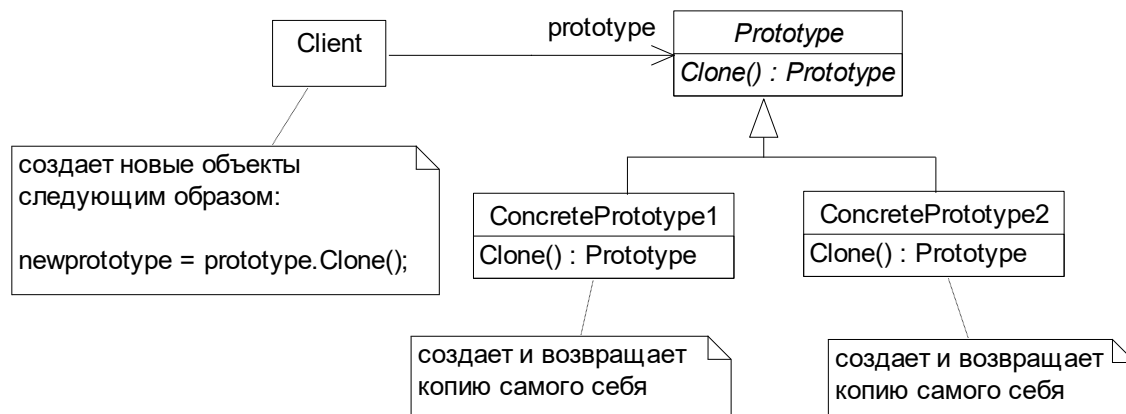 Client
prototype
Prototype
Clone() : Prototype
создает новые объекты
следующим образом:
newprototype = prototype.Clone();
ConcretePrototype1
Clone() : Prototype
ConcretePrototype2
Clone() : Prototype
создает и возвращает
копию самого себя
создает и возвращает
копию самого себя